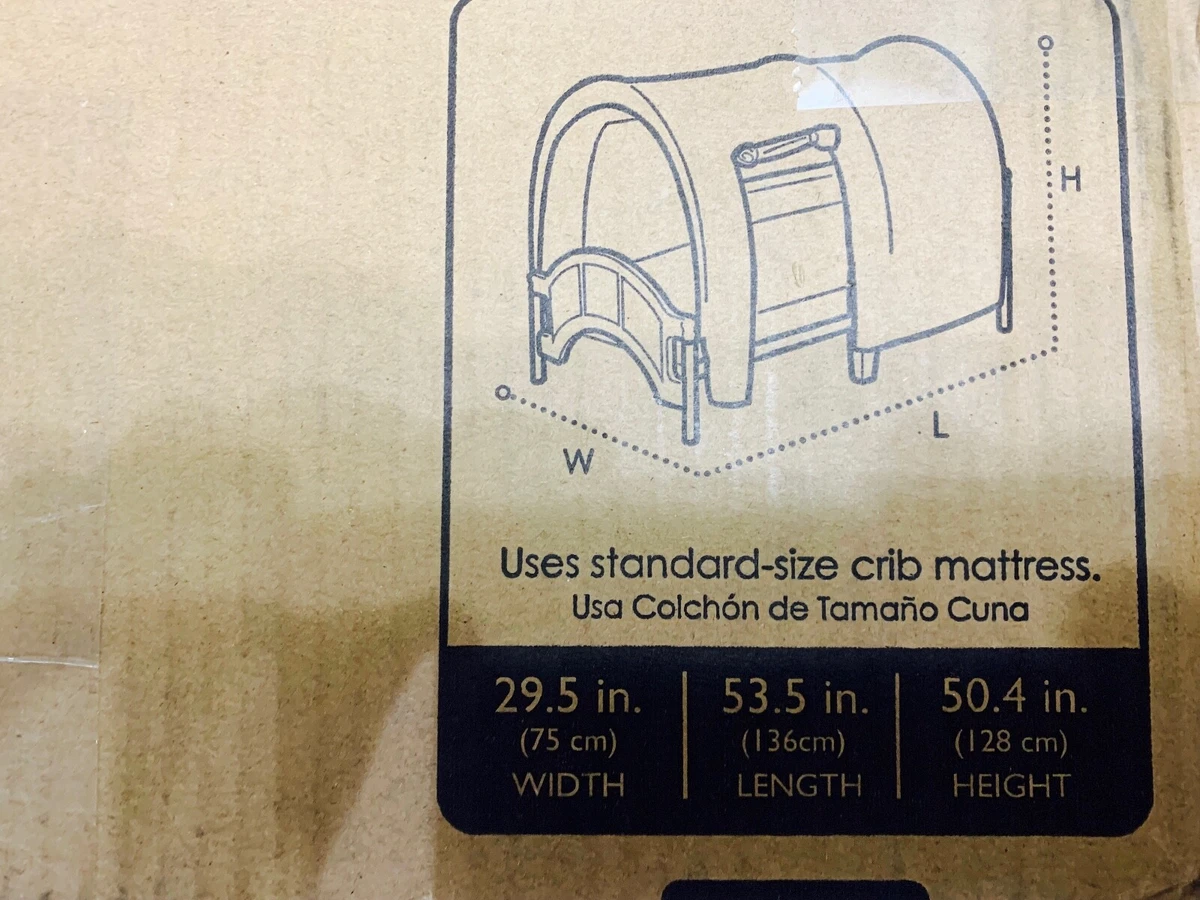 H
L
W
Uses standard-size crib mattress.
Usa Colchón de Tamaño Cuna
29.5 in. 53.5 in. 50.4 in.
(75 cm) (136cm) (128 cm)
WIDTH LENGTH HEIGHT